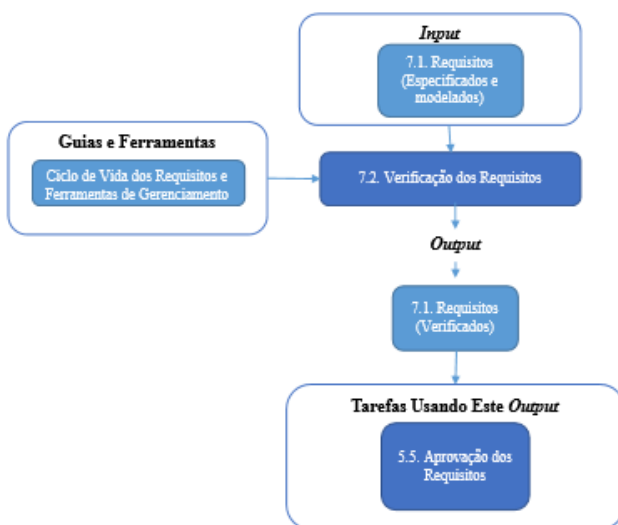 Input
7.1. Requisitos
(Especificados e
modelados)
Guias e Ferramentas
Ciclo de Vida dos Requisitos e
Ferramentas de Gerenciamento
7.2. Verificação dos Requisitos
Output
7.1. Requisitos
(Verificados)
Tarefas Usando Este Output
5.5. Aprovação dos
Requisitos